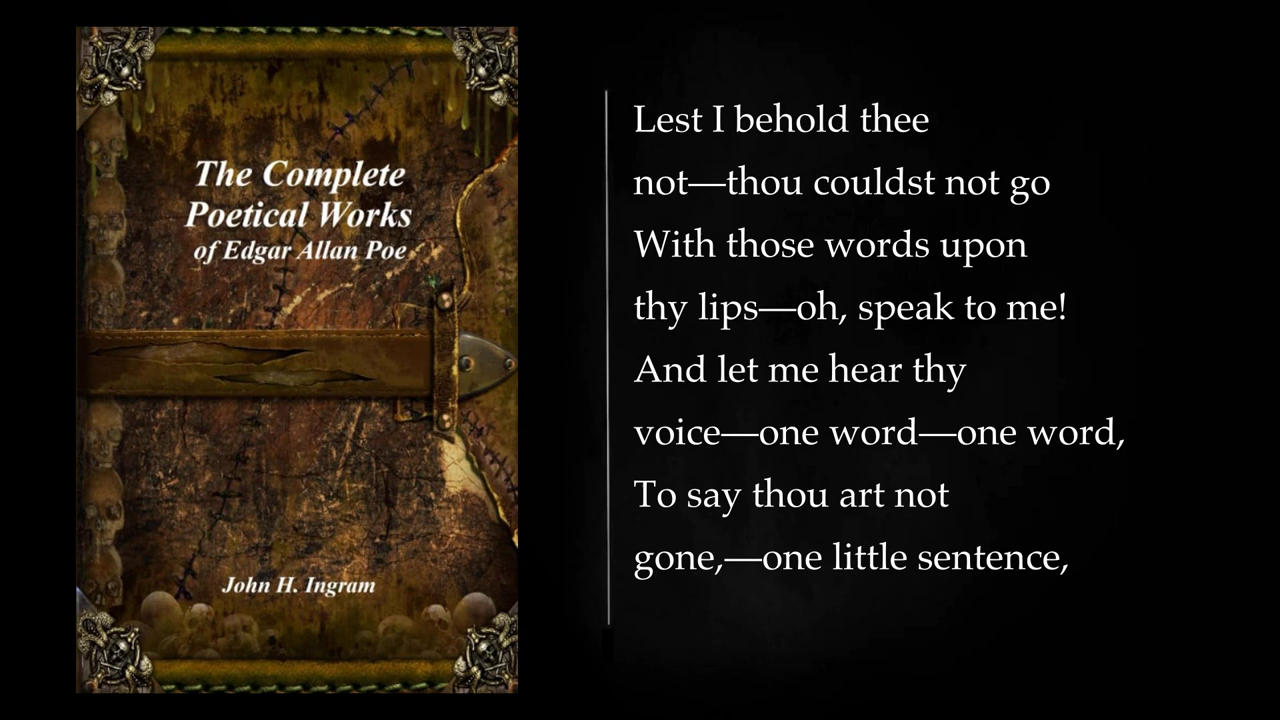 The Complete
Poetical Works
of Edgar Allan Poe
John H. Ingram
Lest I behold thee
not—thou couldst not go
With those words upon
thy lips—oh, speak to me!
And let me hear thy
voice—one word—one word,
To say thou art not
gone,—one little sentence,